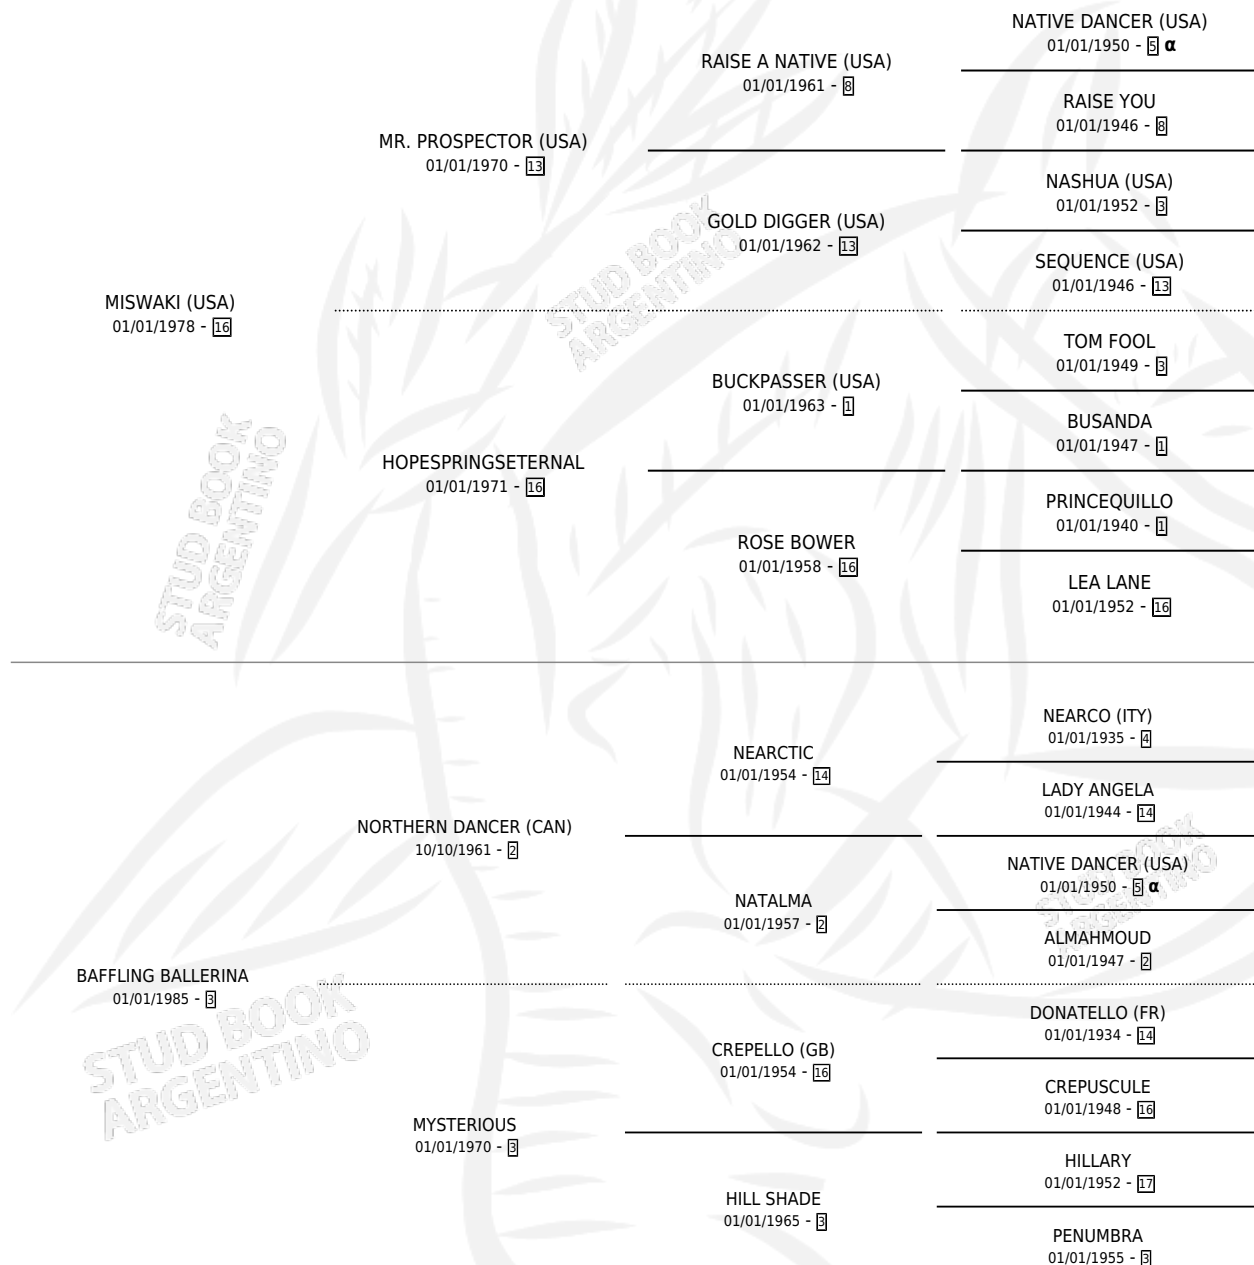 NATIVE DANCER (USA)
01/01/1950 - 5 α
RAISE A NATIVE (USA)
01/01/1961 - 8
RAISE YOU
01/01/1946 - 8
MR. PROSPECTOR (USA)
01/01/1970 - 13
NASHUA (USA)
01/01/1952 - 3
GOLD DIGGER (USA)
01/01/1962 - 13
SEQUENCE (USA)
01/01/1946 - 13
STUD BOOK
ARGENTINO
MISWAKI (USA)
01/01/1978 - 16
TOM FOOL
01/01/1949 - 3
BUCKPASSER (USA)
01/01/1963 - 1
BUSANDA
01/01/1947 - 1
HOPESPRINGSETERNAL
01/01/1971 - 16
PRINCEQUILLO
01/01/1940 - 1
ROSE BOWER
01/01/1958 - 16
LEA LANE
01/01/1952 - 16
STUD BOOK
ARGENTINO
NEARCO (ITY)
01/01/1935 - 4
NEARCTIC
01/01/1954 - 14
LADY ANGELA
01/01/1944 - 14
NORTHERN DANCER (CAN)
10/10/1961 - 2
STUD BOOK
ARGENTINO
NATIVE DANCER (USA)
01/01/1950 - 5 α
NATALMA
01/01/1957 - 2
ALMAHMOUD
01/01/1947 - 2
BAFFLING BALLERINA
01/01/1985 - 3
STUD BOOK
ARGENTINO
DONATELLO (FR)
01/01/1934 - 14
CREPELLO (GB)
01/01/1954 - 16
CREPUSCULE
01/01/1948 - 16
MYSTERIOUS
01/01/1970 - 3
HILLARY
01/01/1952 - 17
HILL SHADE
01/01/1965 - 3
PENUMBRA
01/01/1955 - 3